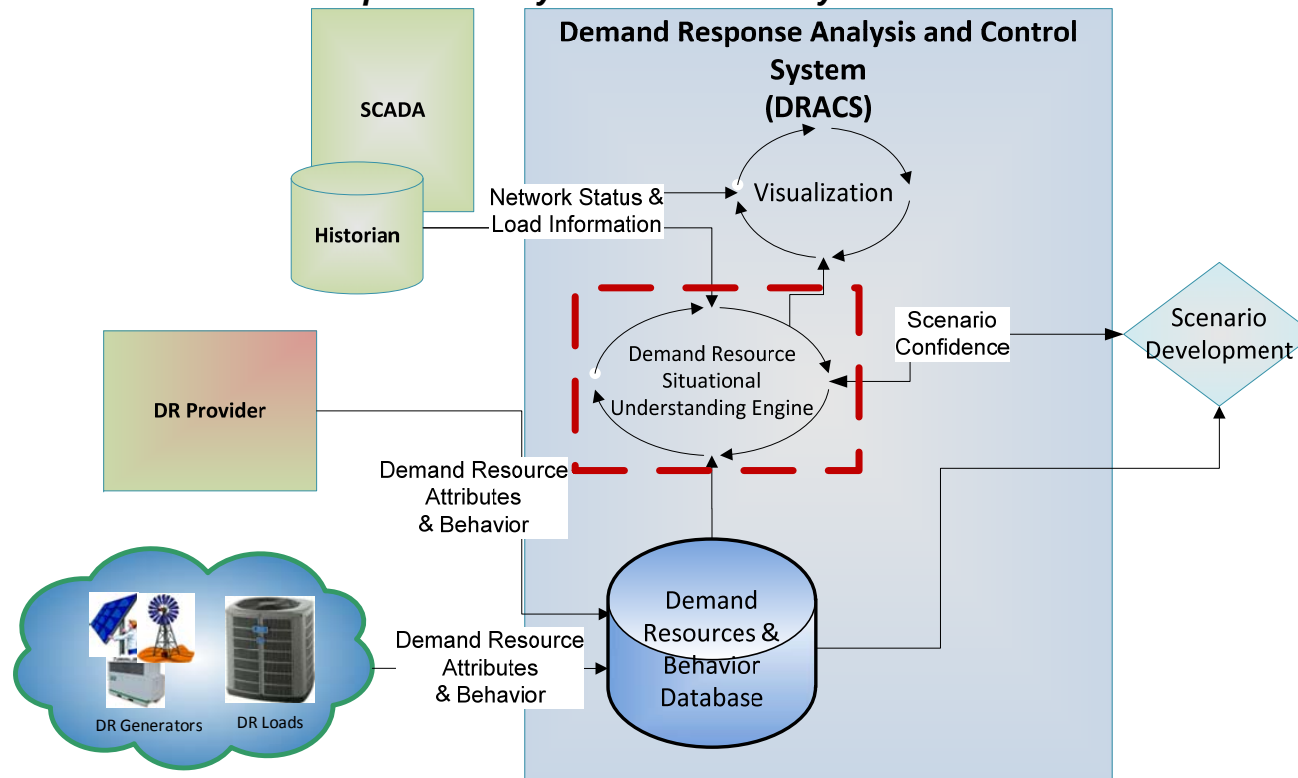 Demand Response Analysis and Control
System
(DRACS)
SCADA
Historian
Network Status &
Load Information
Visualization
Demand Resource
Situational
Understanding Engine
Scenario
Confidence
Scenario
Development
DR Provider
Demand Resource
Attributes
& Behavior
Demand
Resources &
Behavior
Database
Demand Resource
Attributes
& Behavior
DR Generators
DR Loads